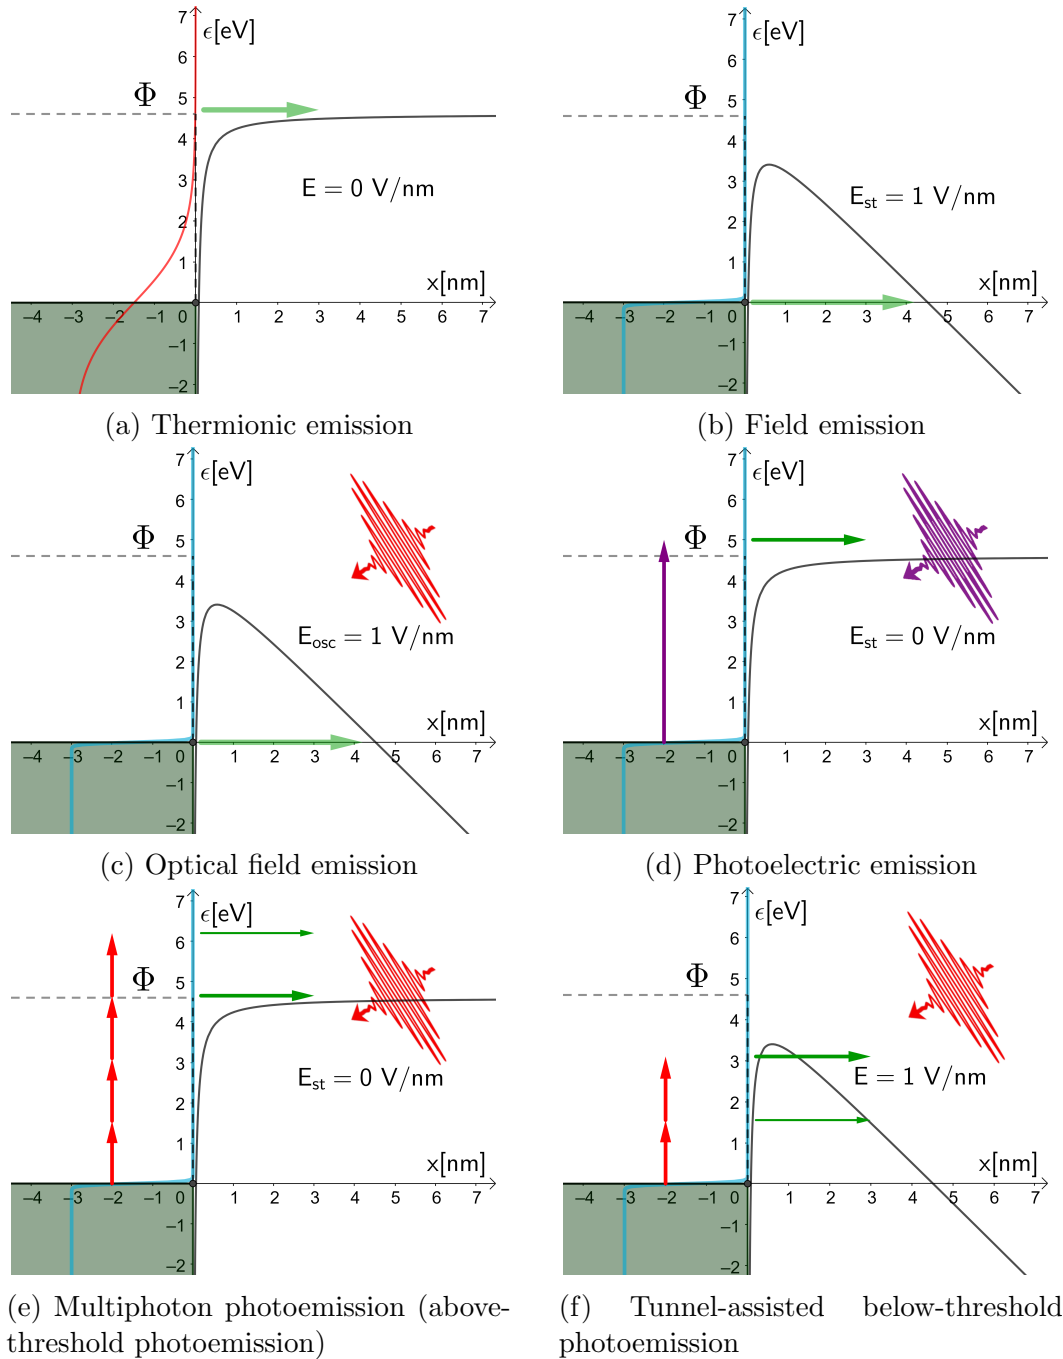 7 ϵ[eV] 7 ϵ[eV]
6 6
Φ 5 Φ 5
4 4
3 E = 0 V/nm 3 E_st = 1 V/nm
2 2
1 1
x[nm] x[nm]
–4 –3 –2 –1 0 1 2 3 4 5 6 7 –4 –3 –2 –1 0 1 2 3 4 5 6 7
–1 –1
–2 –2
(a) Thermionic emission (b) Field emission
7 ϵ[eV] 7 ϵ[eV]
6 6
Φ 5 Φ 5
4 4
3 E_osc = 1 V/nm 3 E_st = 0 V/nm
2 2
1 1
x[nm] x[nm]
–4 –3 –2 –1 0 1 2 3 4 5 6 7 –4 –3 –2 –1 0 1 2 3 4 5 6 7
–1 –1
–2 –2
(c) Optical field emission (d) Photoelectric emission
7 ϵ[eV] 7 ϵ[eV]
6 6
Φ 5 Φ 5
4 4
3 E_st = 0 V/nm 3 E = 1 V/nm
2 2
1 1
x[nm] x[nm]
–4 –3 –2 –1 0 1 2 3 4 5 6 7 –4 –3 –2 –1 0 1 2 3 4 5 6 7
–1 –1
–2 –2
(e) Multiphoton photoemission (above-
threshold photoemission)
(f) Tunnel-assisted below-threshold
photoemission